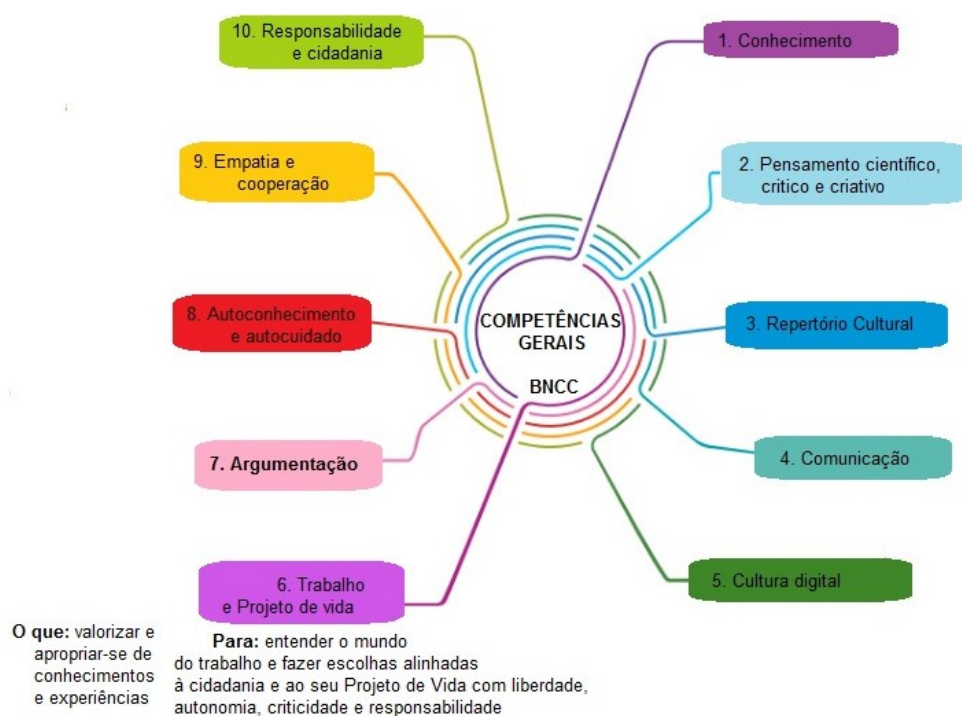 10. Responsabilidade
e cidadania
1. Conhecimento
9. Empatia e
cooperação
2. Pensamento científico,
critico e criativo
8. Autoconhecimento
e autocuidado
COMPETÊNCIAS
GERAIS
BNCC
3. Repertório Cultural
7. Argumentação
4. Comunicação
6. Trabalho
e Projeto de vida
5. Cultura digital
O que: valorizar e
apropriar-se de
conhecimentos
e experiências
Para: entender o mundo
do trabalho e fazer escolhas alinhadas
à cidadania e ao seu Projeto de Vida com liberdade,
autonomia, criticidade e responsabilidade